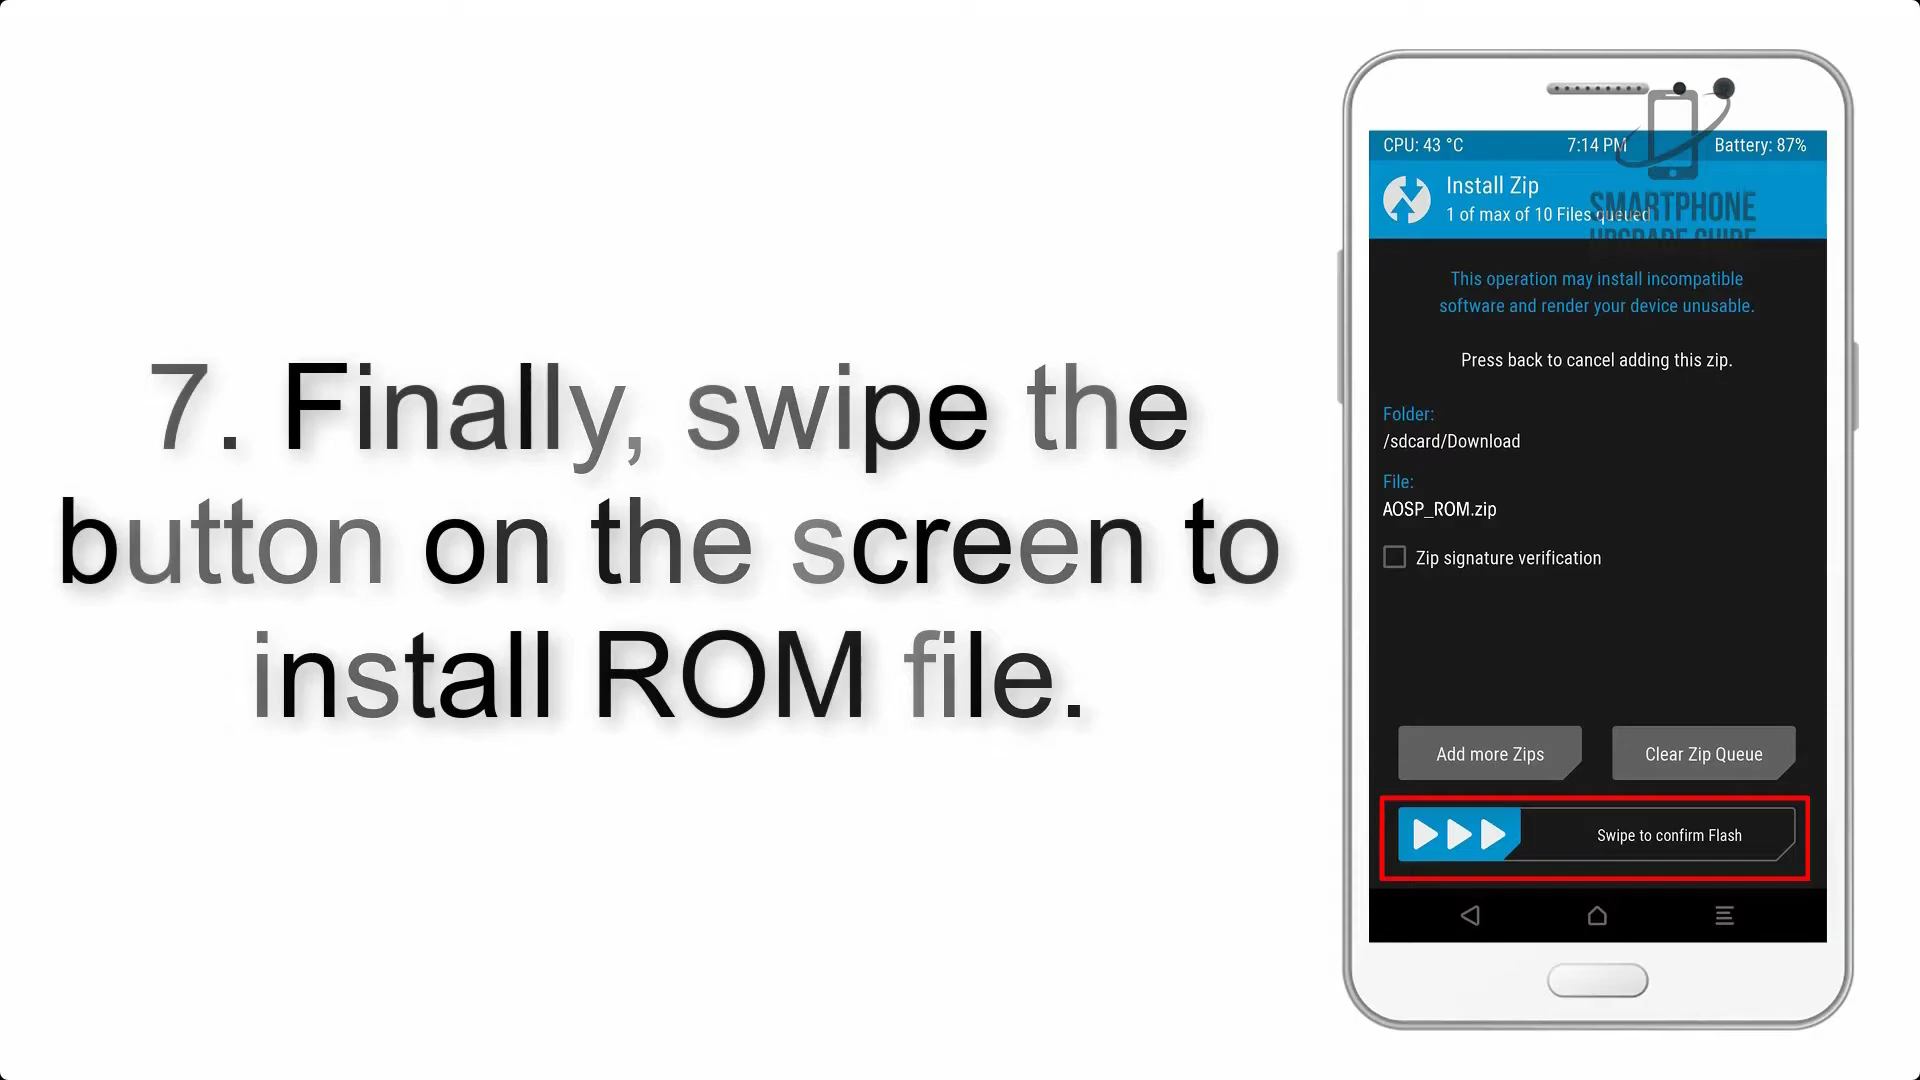 7. Finally, swipe the
button on the screen to
install ROM file.
CPU: 43 °C 7:14 PM Battery: 87%
Install Zip
1 of max of 10 Files queued
SMARTPHONE
UPGRADE GUIDE
This operation may install incompatible
software and render your device unusable.
Press back to cancel adding this zip.
Folder:
/sdcard/Download
File:
AOSP_ROM.zip
Zip signature verification
Add more Zips Clear Zip Queue
Swipe to confirm Flash